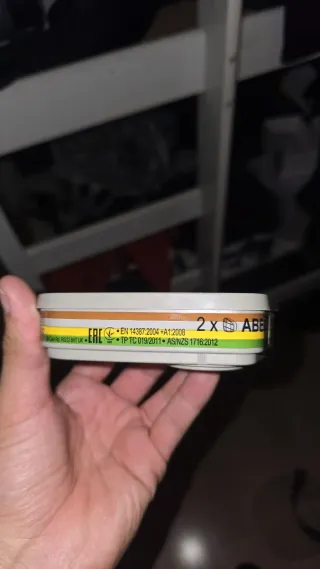 2 x ABE
• EN 14387:2004 +A1:2008
EAC
• TP TC 019/2011 • AS/NZS 1716:2012